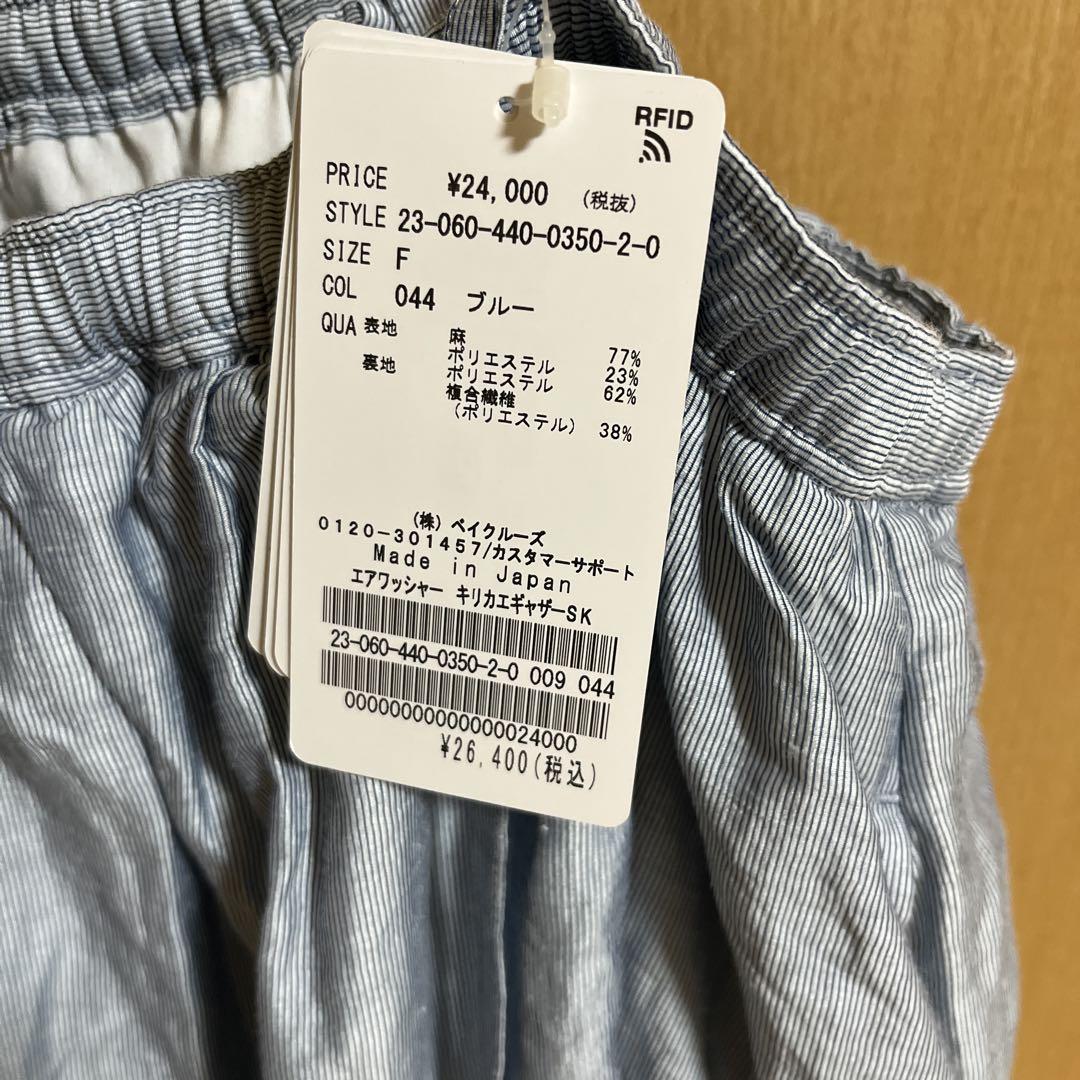 RFID
PRICE ¥24,000 (税抜)
STYLE 23-060-440-0350-2-0
SIZE F
COL 044 ブルー
QUA 表地 麻 77%
ポリエステル 23%
裏地 ポリエステル 62%
複合繊維
(ポリエステル) 38%
(株) ベイクルーズ
0120-301457/カスタマーサポート
Made in Japan
エアワッシャー キリカエギャザーSK
23-060-440-0350-2-0 009 044
000000000000000024000
¥26,400(税込)